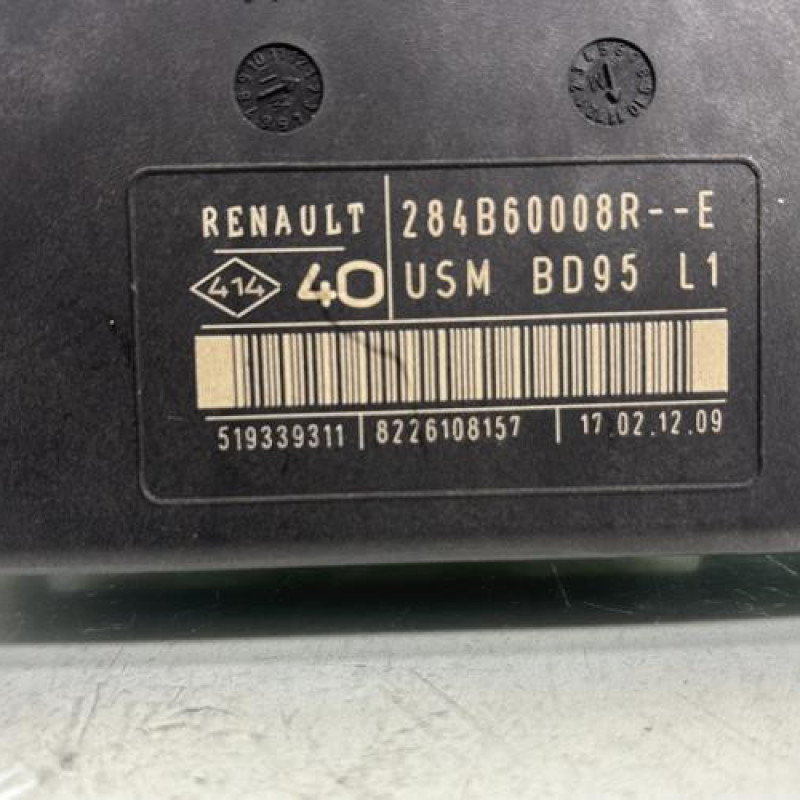 RENAULT 284B60008R--E
414 40 USM BD95 L1
519339311 8226108157 17.02.12.09